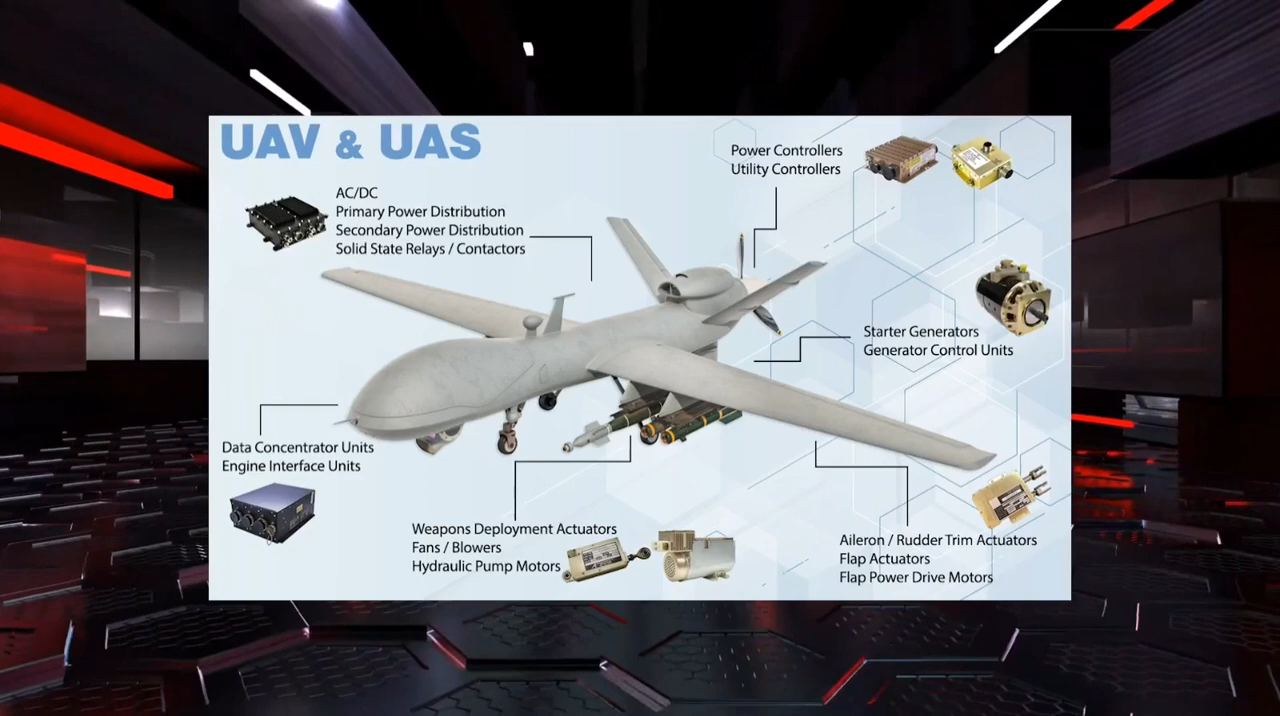 UAV & UAS
Power Controllers
Utility Controllers
AC/DC
Primary Power Distribution
Secondary Power Distribution
Solid State Relays / Contactors
Starter Generators
Generator Control Units
Data Concentrator Units
Engine Interface Units
Weapons Deployment Actuators
Fans / Blowers
Hydraulic Pump Motors
Aileron / Rudder Trim Actuators
Flap Actuators
Flap Power Drive Motors